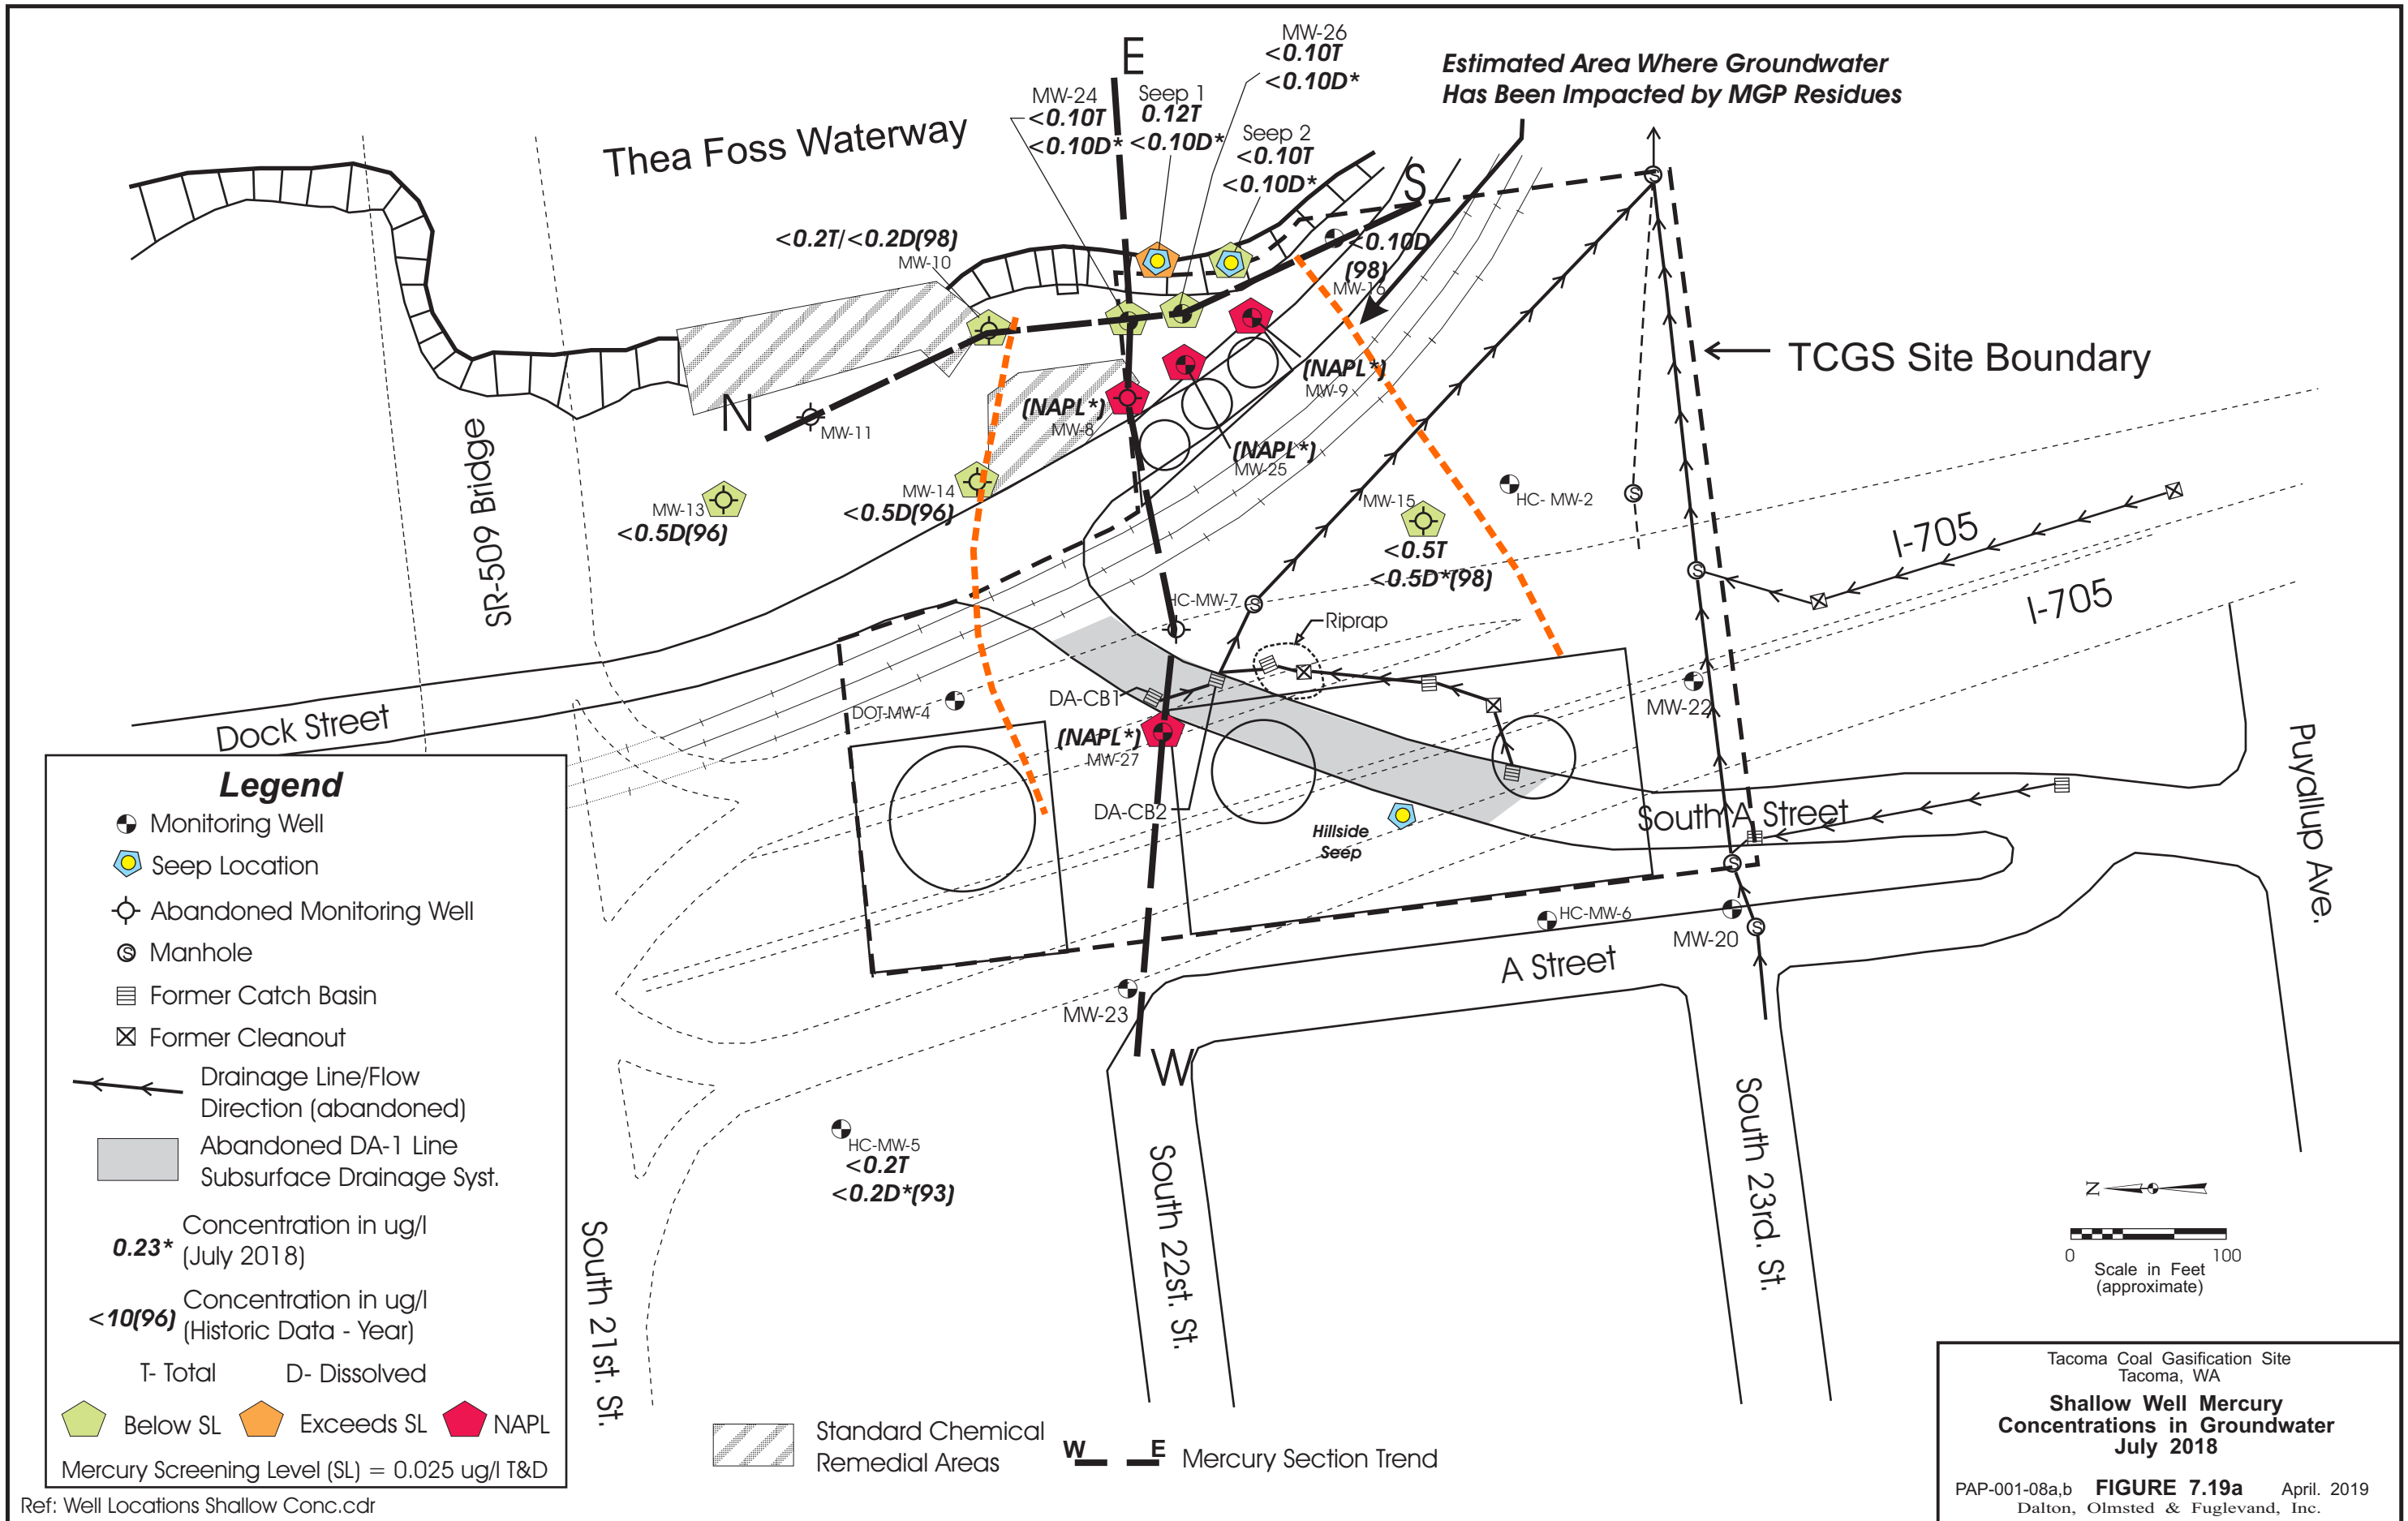 MW-26
<0.10T
<0.10D*
E
Estimated Area Where Groundwater
Has Been Impacted by MGP Residues
MW-24
<0.10T
<0.10D*
Seep 1
0.12T
<0.10D*
Seep 2
<0.10T
<0.10D*
Thea Foss Waterway
S
<0.2T/<0.2D(98)
MW-10
<0.10D
(98)
MW-16
TCGS Site Boundary
N
MW-11
(NAPL*)
MW-8
(NAPL*)
MW-9
(NAPL*)
MW-25
SR-509 Bridge
MW-13
<0.5D(96)
MW-14
<0.5D(96)
MW-15
<0.5T
<0.5D*(98)
HC- MW-2
I-705
I-705
HC-MW-7
Riprap
DA-CB1
DOT-MW-4
(NAPL*)
MW-27
DA-CB2
Hillside
Seep
MW-22
South A Street
Puyallup Ave.
Dock Street
HC-MW-6
MW-20
A Street
MW-23
W
HC-MW-5
<0.2T
<0.2D*(93)
South 21st. St.
South 22st. St.
South 23rd. St.
N
0 100
Scale in Feet
(approximate)
Legend
Monitoring Well
Seep Location
Abandoned Monitoring Well
S Manhole
Former Catch Basin
Former Cleanout
Drainage Line/Flow
Direction (abandoned)
Abandoned DA-1 Line
Subsurface Drainage Syst.
0.23* Concentration in ug/l
(July 2018)
<10(96) Concentration in ug/l
(Historic Data - Year)
T- Total D- Dissolved
Below SL Exceeds SL NAPL
Mercury Screening Level (SL) = 0.025 ug/l T&D
Ref: Well Locations Shallow Conc.cdr
Standard Chemical
Remedial Areas
W E Mercury Section Trend
Tacoma Coal Gasification Site
Tacoma, WA
Shallow Well Mercury
Concentrations in Groundwater
July 2018
PAP-001-08a,b FIGURE 7.19a April. 2019
Dalton, Olmsted & Fuglevand, Inc.